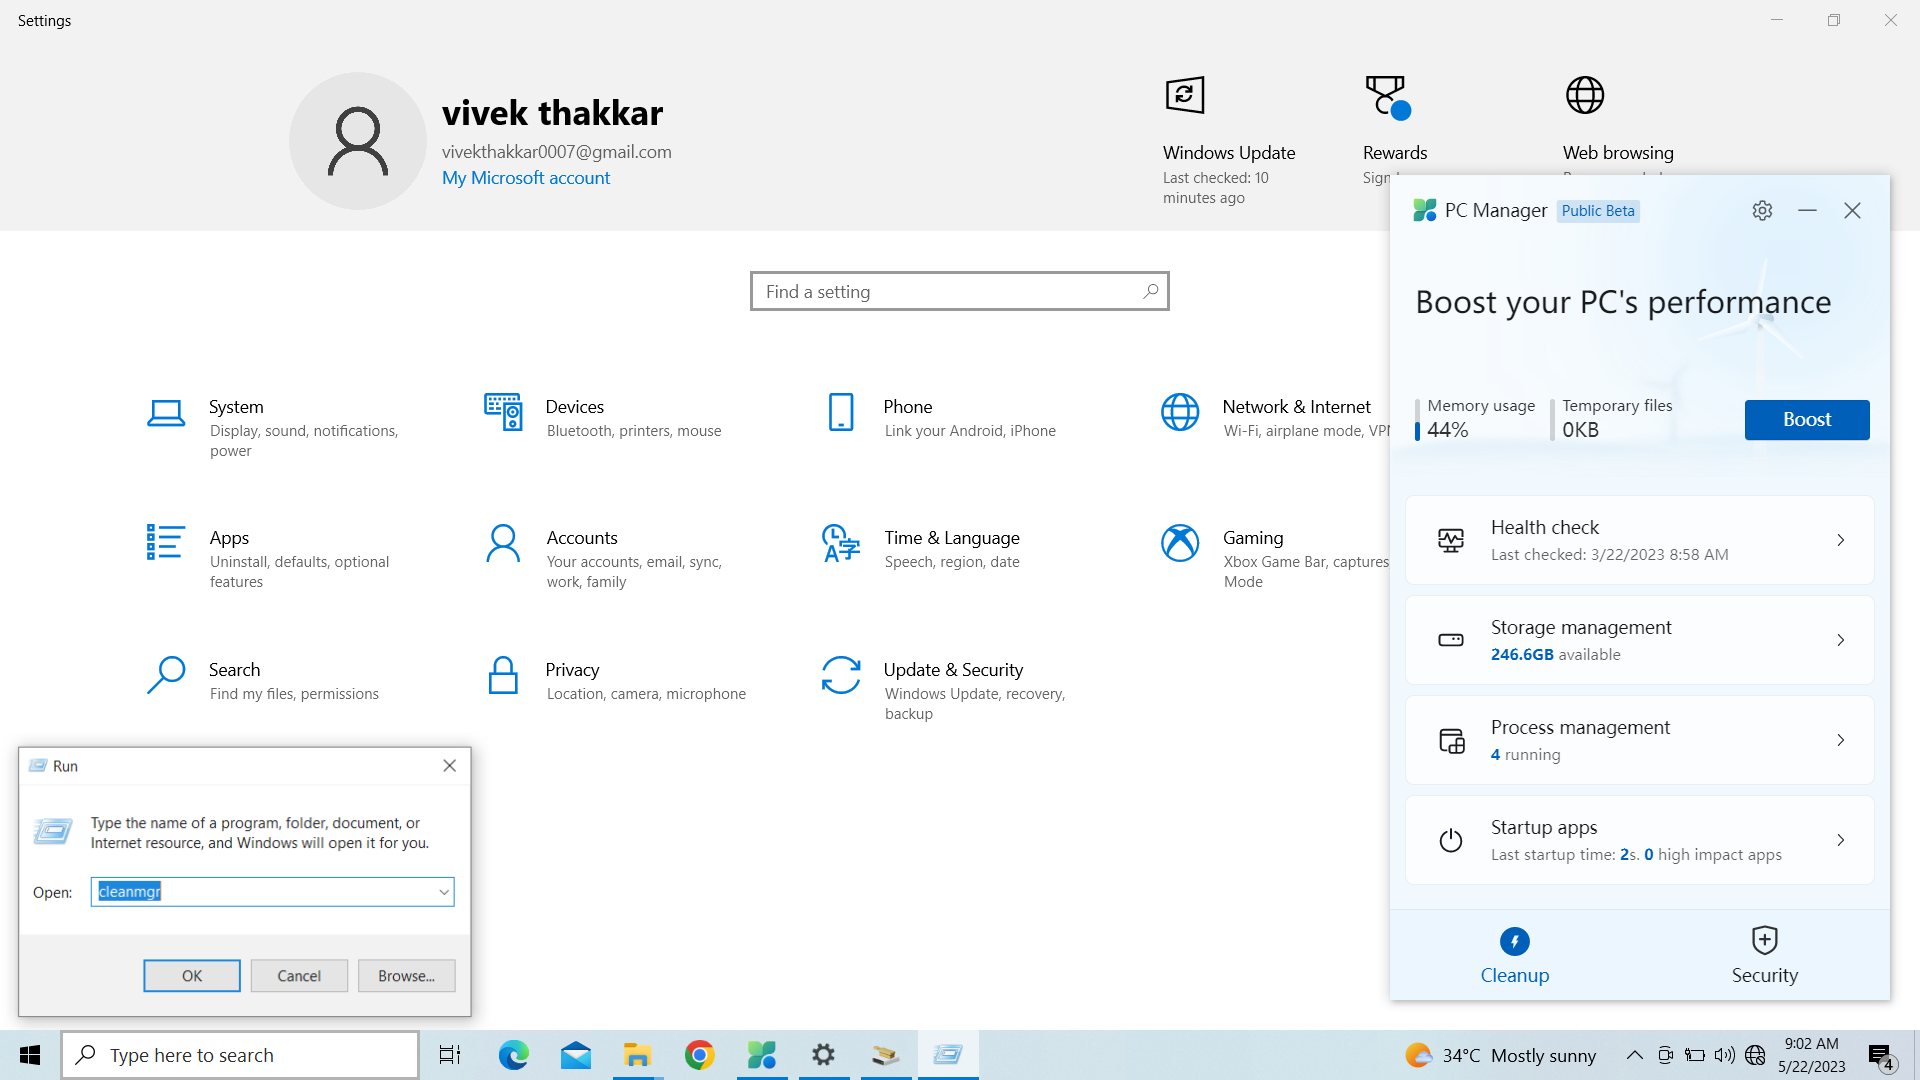 Settings
vivek thakkar
vivekthakkar0007@gmail.com
My Microsoft account
Windows Update
Last checked: 10
minutes ago
Rewards
Sign
Web browsing
PC Manager
Public Beta
Boost your PC's performance
Memory usage
44%
Temporary files
0KB
Boost
Find a setting
System
Display, sound, notifications,
power
Devices
Bluetooth, printers, mouse
Phone
Link your Android, iPhone
Network & Internet
Wi-Fi, airplane mode, VPN
Apps
Uninstall, defaults, optional
features
Accounts
Your accounts, email, sync,
work, family
Time & Language
Speech, region, date
Gaming
Xbox Game Bar, captures
Mode
Search
Find my files, permissions
Privacy
Location, camera, microphone
Update & Security
Windows Update, recovery,
backup
Health check
Last checked: 3/22/2023 8:58 AM
Storage management
246.6GB available
Process management
4 running
Startup apps
Last startup time: 2s. 0 high impact apps
Cleanup
Security
Run
Type the name of a program, folder, document, or
Internet resource, and Windows will open it for you.
Open:
cleanmgr
OK
Cancel
Browse...
Type here to search
34°C Mostly sunny
9:02 AM
5/22/2023
4